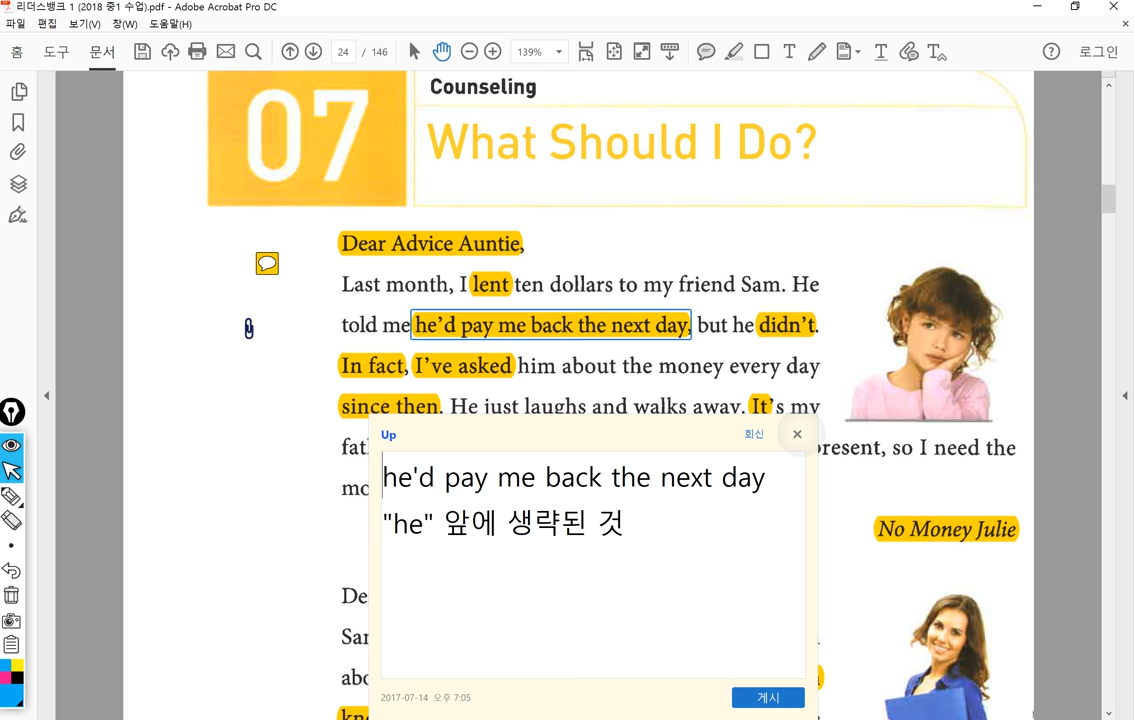 리더스뱅크 1 (2018 중1 수업).pdf - Adobe Acrobat Pro DC
파일 편집 보기(V) 창(W) 도움말(H)
홈 도구 문서 24 / 146 139% 로그인
07
Counseling
What Should I Do?
Dear Advice Auntie,
Last month, I lent ten dollars to my friend Sam. He
told me he'd pay me back the next day, but he didn't.
In fact, I've asked him about the money every day
since then. He just laughs and walks away. It's my
present, so I need the
No Money Julie
Up 회신
he'd pay me back the next day
"he" 앞에 생략된 것
2017-07-14 오후 7:05 게시